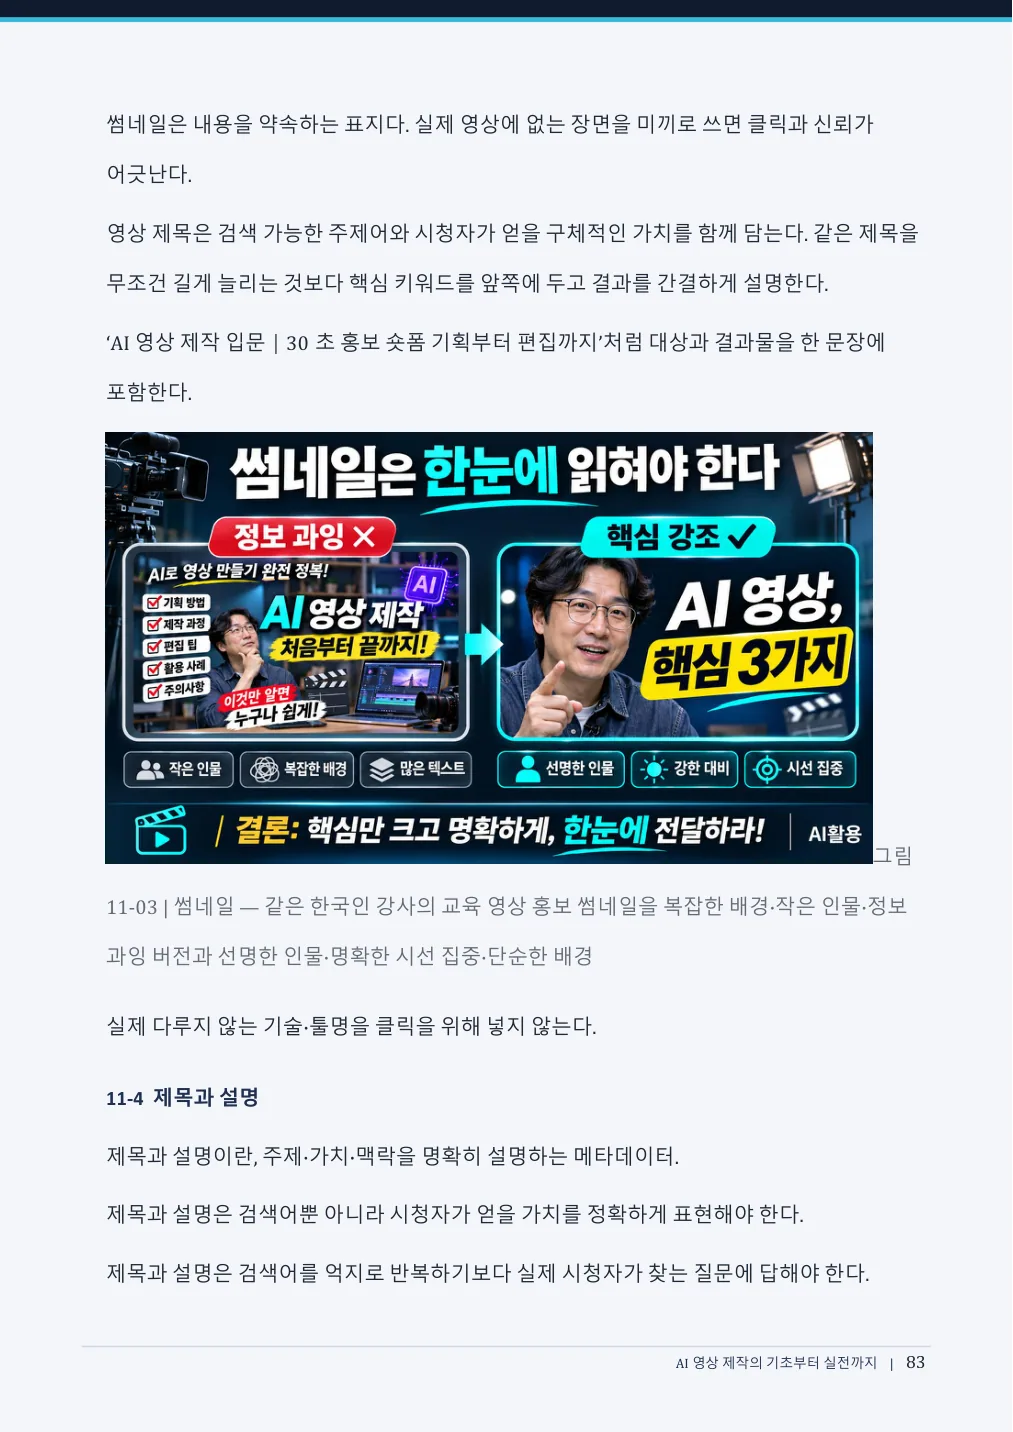 썸네일은 내용을 약속하는 표지다. 실제 영상에 없는 장면을 미끼로 쓰면 클릭과 신뢰가
어긋난다.
영상 제목은 검색 가능한 주제어와 시청자가 얻을 구체적인 가치를 함께 담는다. 같은 제목을
무조건 길게 늘리는 것보다 핵심 키워드를 앞쪽에 두고 결과를 간결하게 설명한다.
‘AI 영상 제작 입문 | 30 초 홍보 숏폼 기획부터 편집까지’처럼 대상과 결과물을 한 문장에
포함한다.
썸네일은 한눈에 읽혀야 한다
정보 과잉
AI로 영상 만들기 완전 정복!
AI
기획 방법
제작 과정
편집 팁
활용 사례
주의사항
AI 영상 제작
처음부터 끝까지!
이것만 알면
누구나 쉽게!
작은 인물
복잡한 배경
많은 텍스트
핵심 강조
AI 영상,
핵심 3가지
선명한 인물
강한 대비
시선 집중
결론: 핵심만 크고 명확하게, 한눈에 전달하라!
AI활용
그림
11-03 | 썸네일 — 같은 한국인 강사의 교육 영상 홍보 썸네일을 복잡한 배경·작은 인물·정보
과잉 버전과 선명한 인물·명확한 시선 집중·단순한 배경
실제 다루지 않는 기술·툴명을 클릭을 위해 넣지 않는다.
11-4 제목과 설명
제목과 설명이란, 주제·가치·맥락을 명확히 설명하는 메타데이터.
제목과 설명은 검색어뿐 아니라 시청자가 얻을 가치를 정확하게 표현해야 한다.
제목과 설명은 검색어를 억지로 반복하기보다 실제 시청자가 찾는 질문에 답해야 한다.
AI 영상 제작의 기초부터 실전까지 | 83